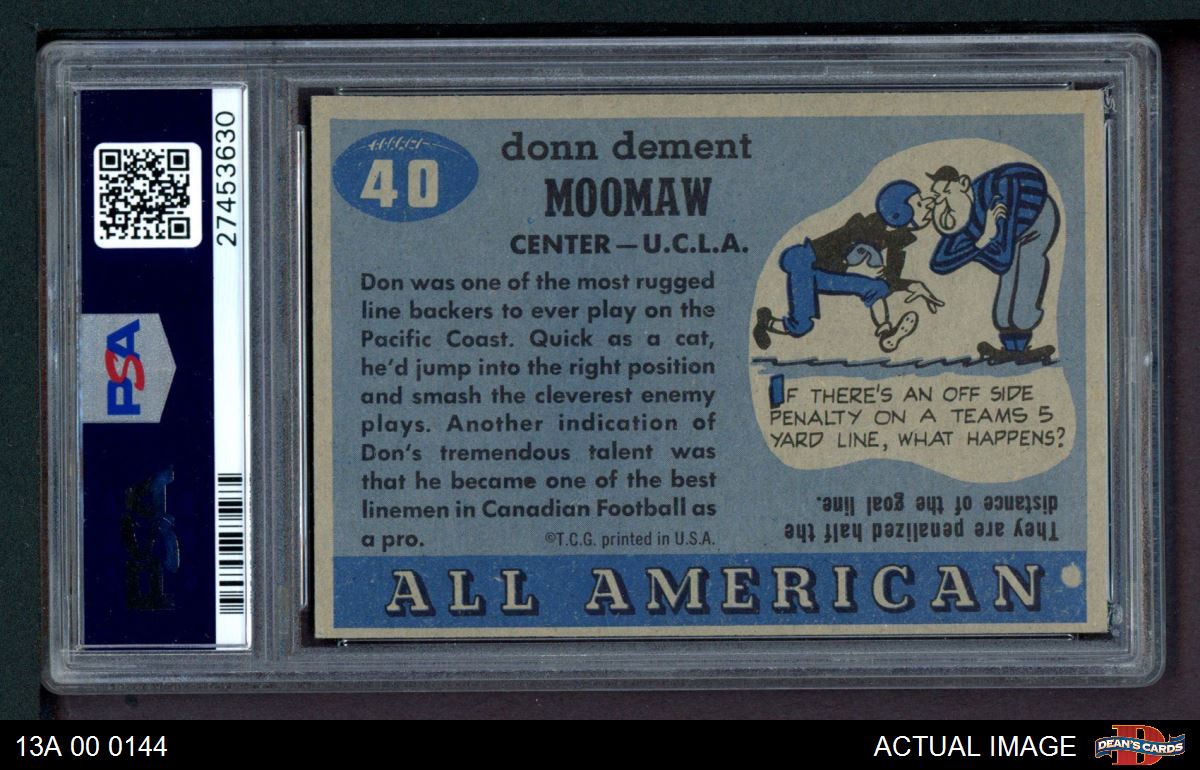 27453630
PSA
PSA
40
donn dement
MOOMAW
CENTER — U.C.L.A.
Don was one of the most rugged
line backers to ever play on the
Pacific Coast. Quick as a cat,
he'd jump into the right position
and smash the cleverest enemy
plays. Another indication of
Don's tremendous talent was
that he became one of the best
linemen in Canadian Football as
a pro.
©T.C.G. printed in U.S.A.
IF THERE'S AN OFF SIDE
PENALTY ON A TEAMS 5
YARD LINE, WHAT HAPPENS?
They are penalized half the
distance of the goal line.
ALL AMERICAN
13A 00 0144
ACTUAL IMAGE
D
DEAN'S CARDS